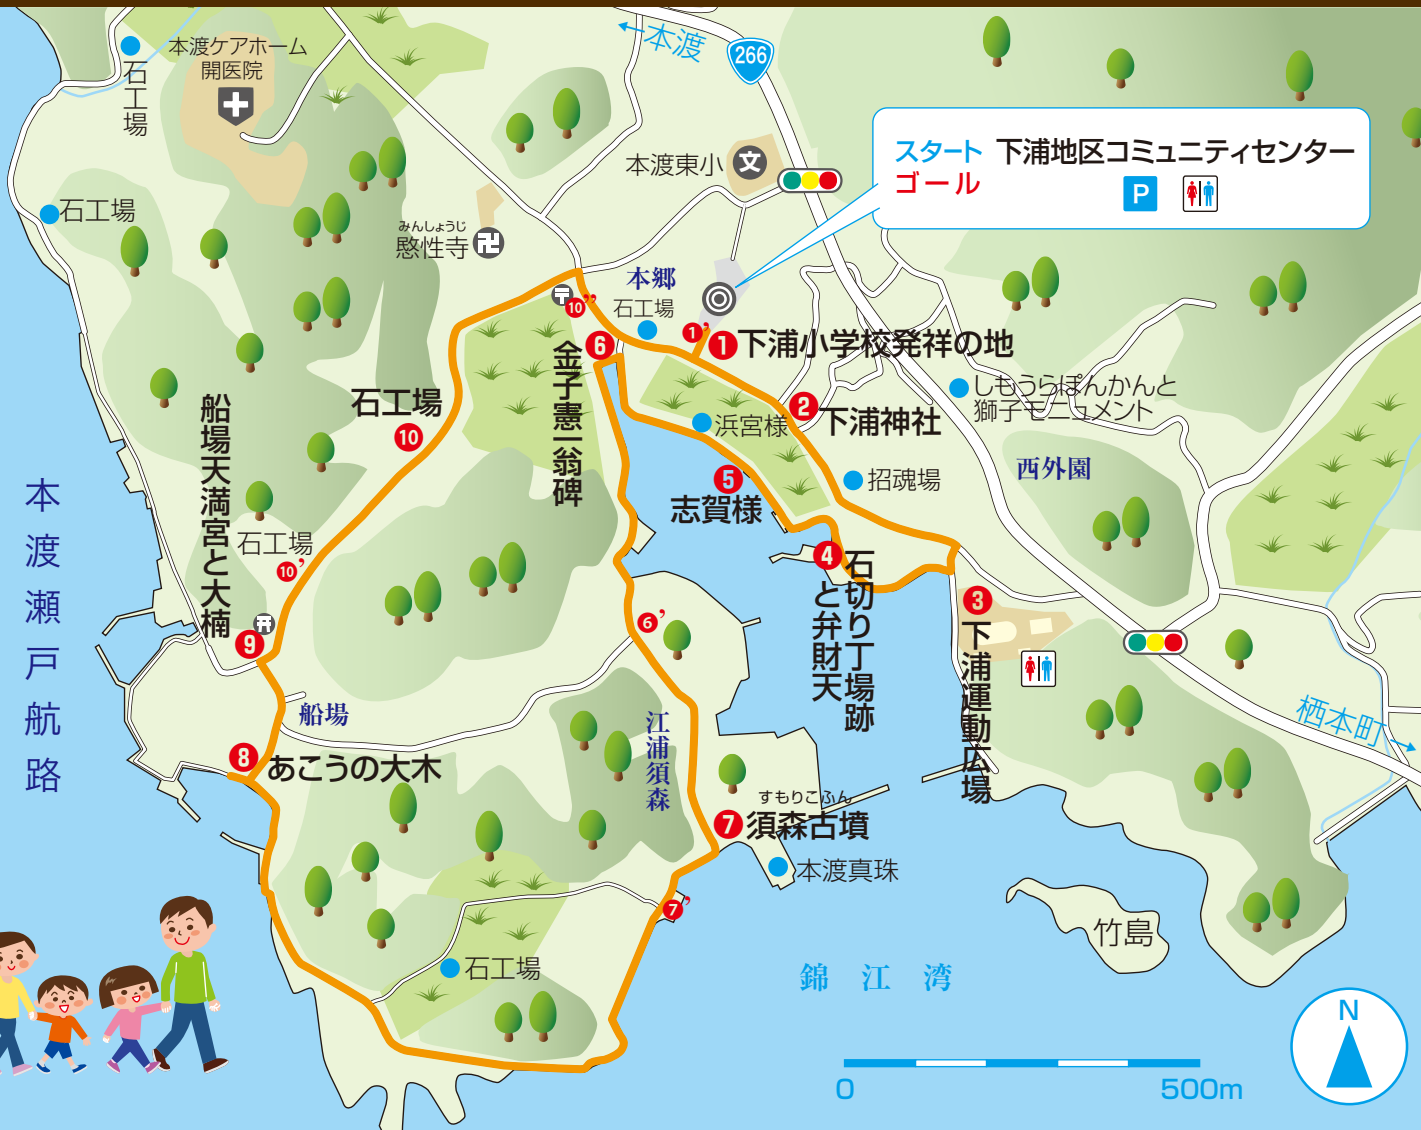 ←本渡
266
本渡ケアホーム
開医院
石工場
スタート
ゴール
下浦地区コミュニティセンター
P
本渡東小
文
石工場
みんしょうじ
愍性寺
卍
本郷
石工場
10”
1’
1 下浦小学校発祥の地
6 金子憲一翁碑
しもうらぽんかんと
獅子モニュメント
2 下浦神社
浜宮様
石工場
10
船場天満宮と大楠
9
西外園
招魂場
5
志賀様
本渡瀬戸航路
石工場
10’
4 石切り丁場跡
と弁財天
3 下浦運動広場
6’
船場
江浦須森
栖本町→
8 あこうの大木
すもりこふん
7 須森古墳
本渡真珠
7’
竹島
石工場
錦江湾
N
0
500m